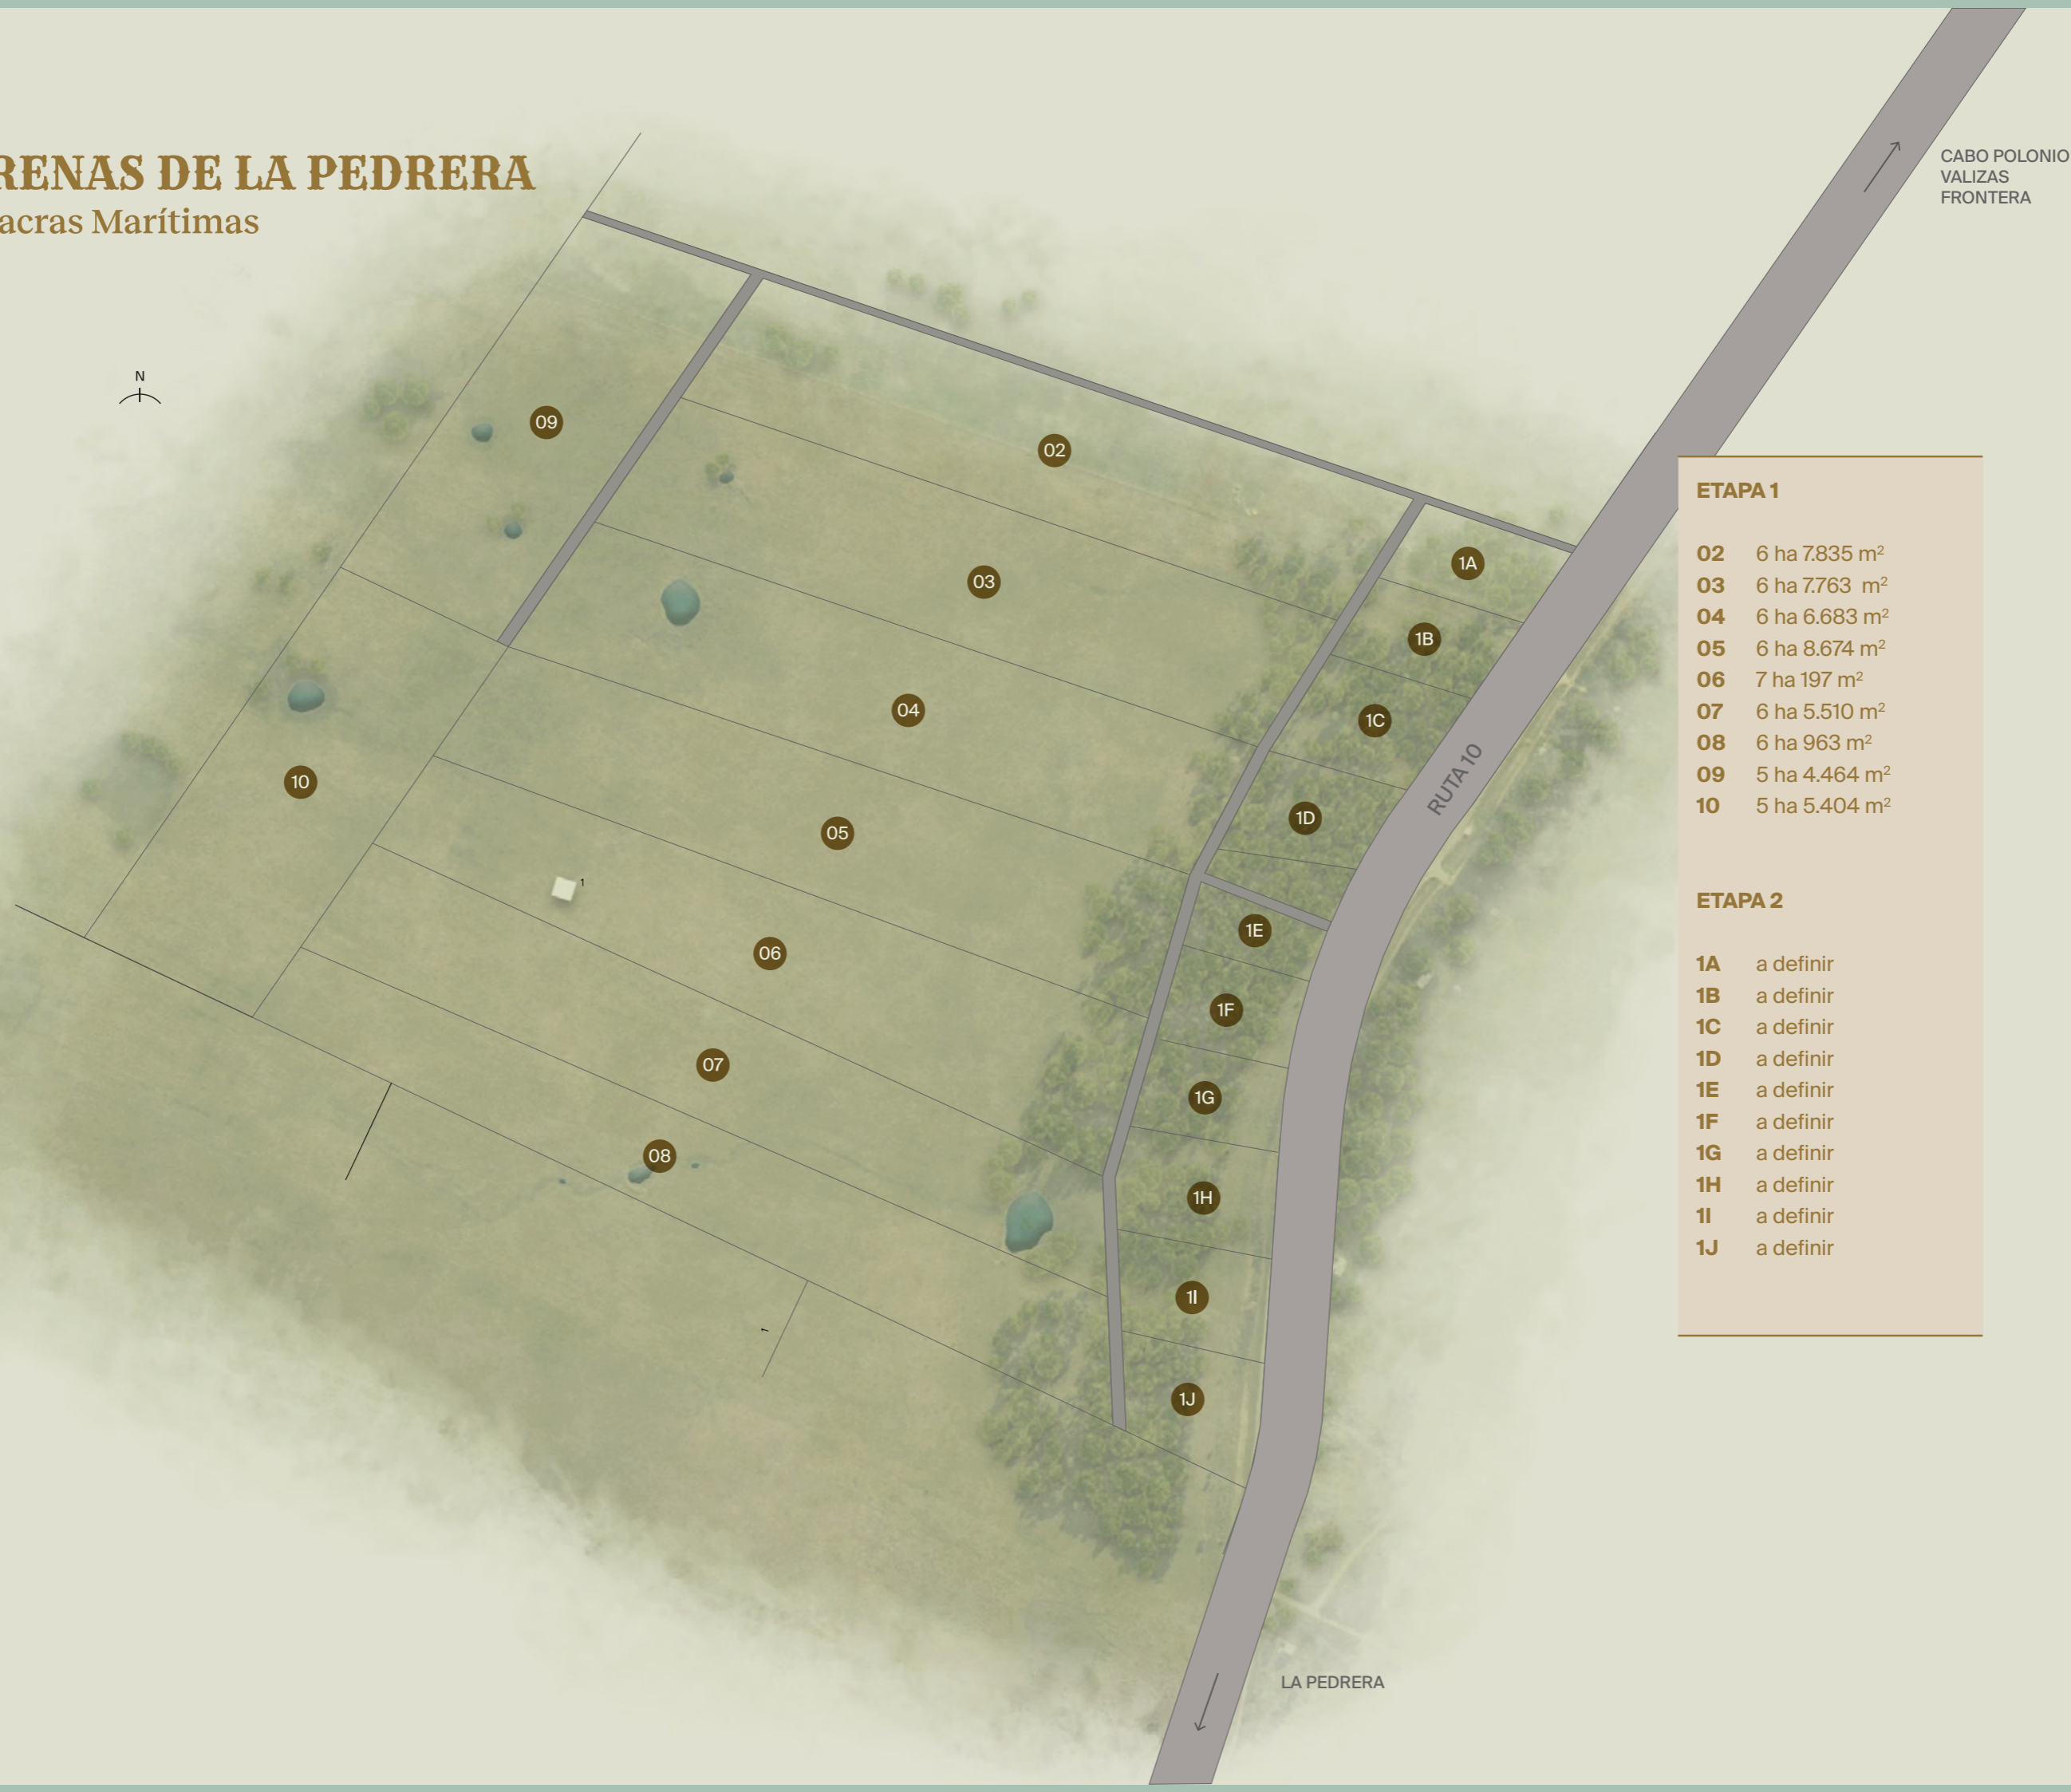 RENAS DE LA PEDRERA
acras Marítimas
CABO POLONIO
VALIZAS
FRONTERA
N
09
02
1A
03
1B
1C
04
10
1D
05
RUTA 10
1
1E
06
1F
07
1G
08
1H
1I
1J
LA PEDRERA
ETAPA 1
02 6 ha 7.835 m²
03 6 ha 7.763 m²
04 6 ha 6.683 m²
05 6 ha 8.674 m²
06 7 ha 197 m²
07 6 ha 5.510 m²
08 6 ha 963 m²
09 5 ha 4.464 m²
10 5 ha 5.404 m²
ETAPA 2
1A a definir
1B a definir
1C a definir
1D a definir
1E a definir
1F a definir
1G a definir
1H a definir
1I a definir
1J a definir